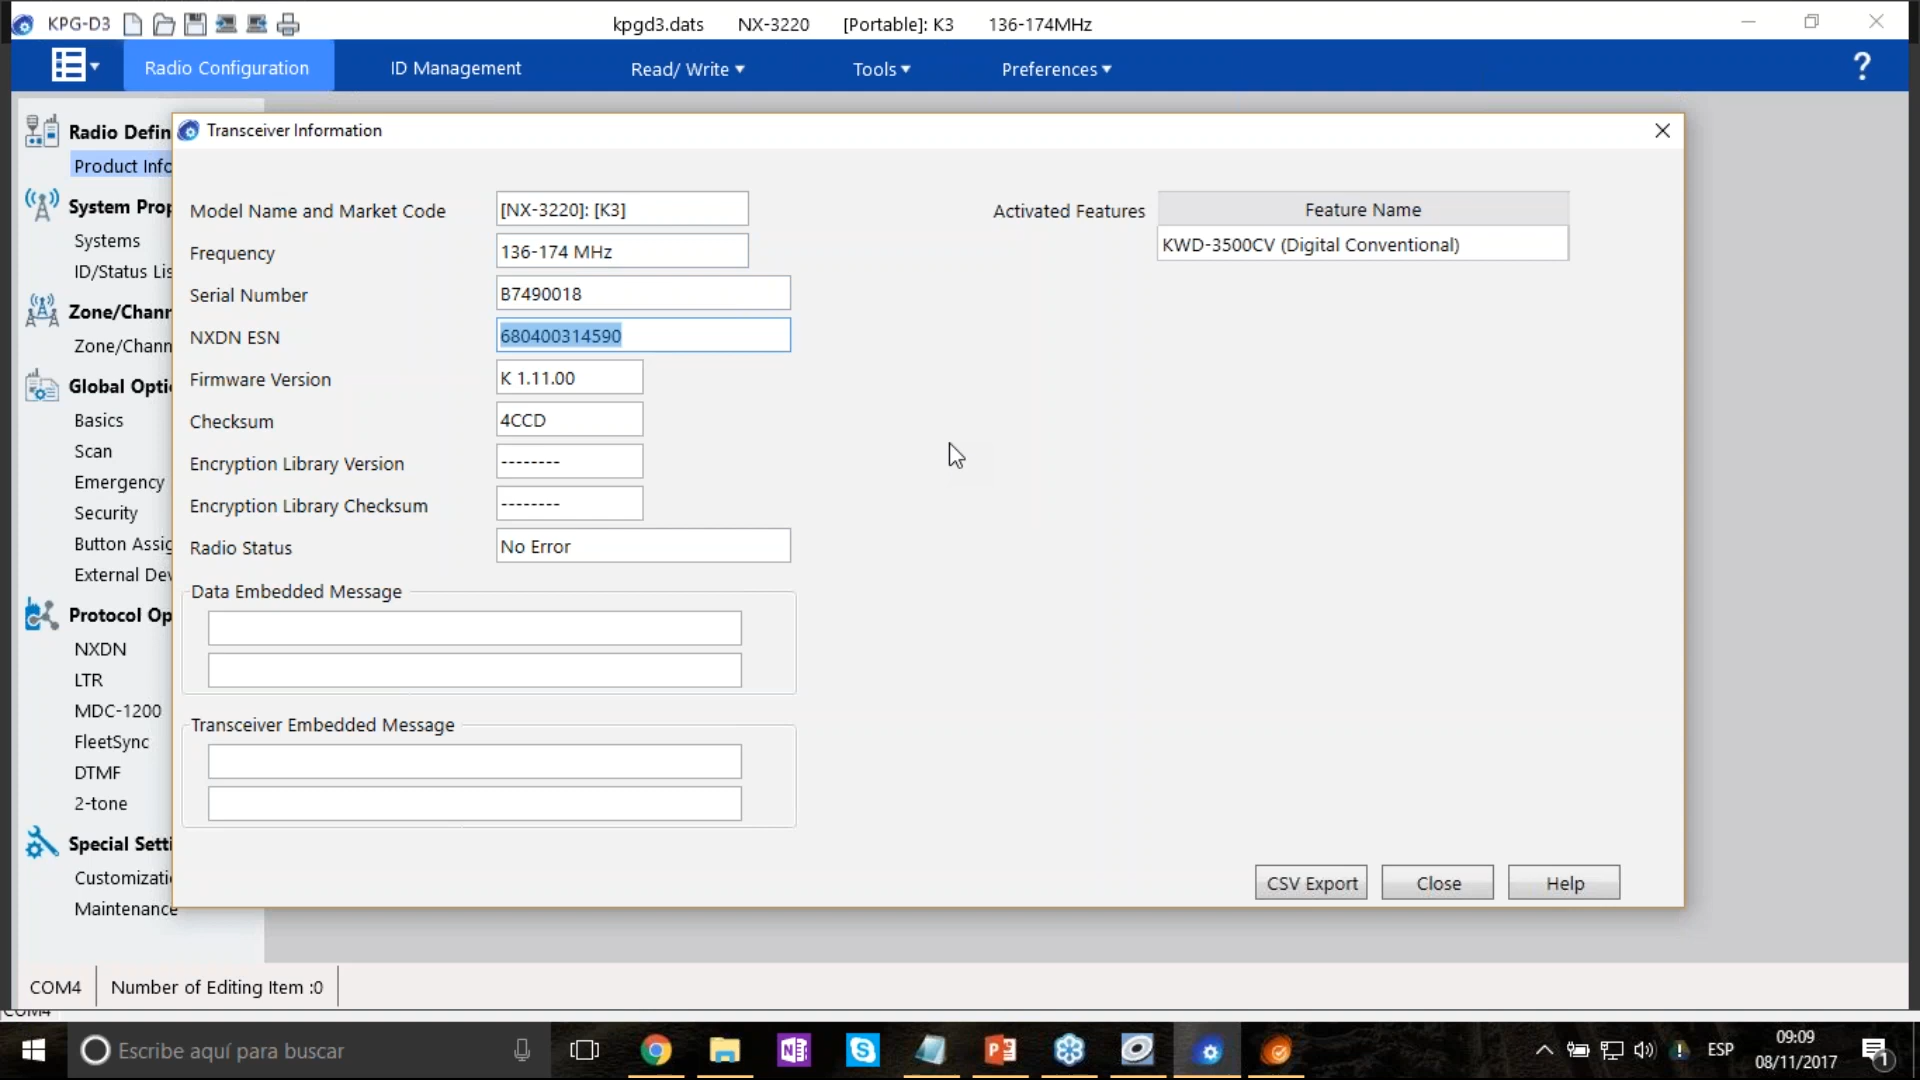 KPG-D3
kpgd3.dats NX-3220 [Portable]: K3 136-174MHz
Radio Configuration ID Management Read/ Write Tools Preferences ?
Radio Defin
Product Info
System Prop
Systems
ID/Status Lis
Zone/Chann
Zone/Chann
Global Opti
Basics
Scan
Emergency
Security
Button Assig
External Dev
Protocol Op
NXDN
LTR
MDC-1200
FleetSync
DTMF
2-tone
Special Setti
Customizati
Maintenance
Transceiver Information
Model Name and Market Code [NX-3220]: [K3]
Frequency 136-174 MHz
Serial Number B7490018
NXDN ESN 680400314590
Firmware Version K 1.11.00
Checksum 4CCD
Encryption Library Version --------
Encryption Library Checksum --------
Radio Status No Error
Data Embedded Message
Transceiver Embedded Message
Activated Features Feature Name
KWD-3500CV (Digital Conventional)
CSV Export Close Help
COM4 Number of Editing Item :0
COM4
Escribe aquí para buscar
N
S
P
ESP
09:09
08/11/2017
1